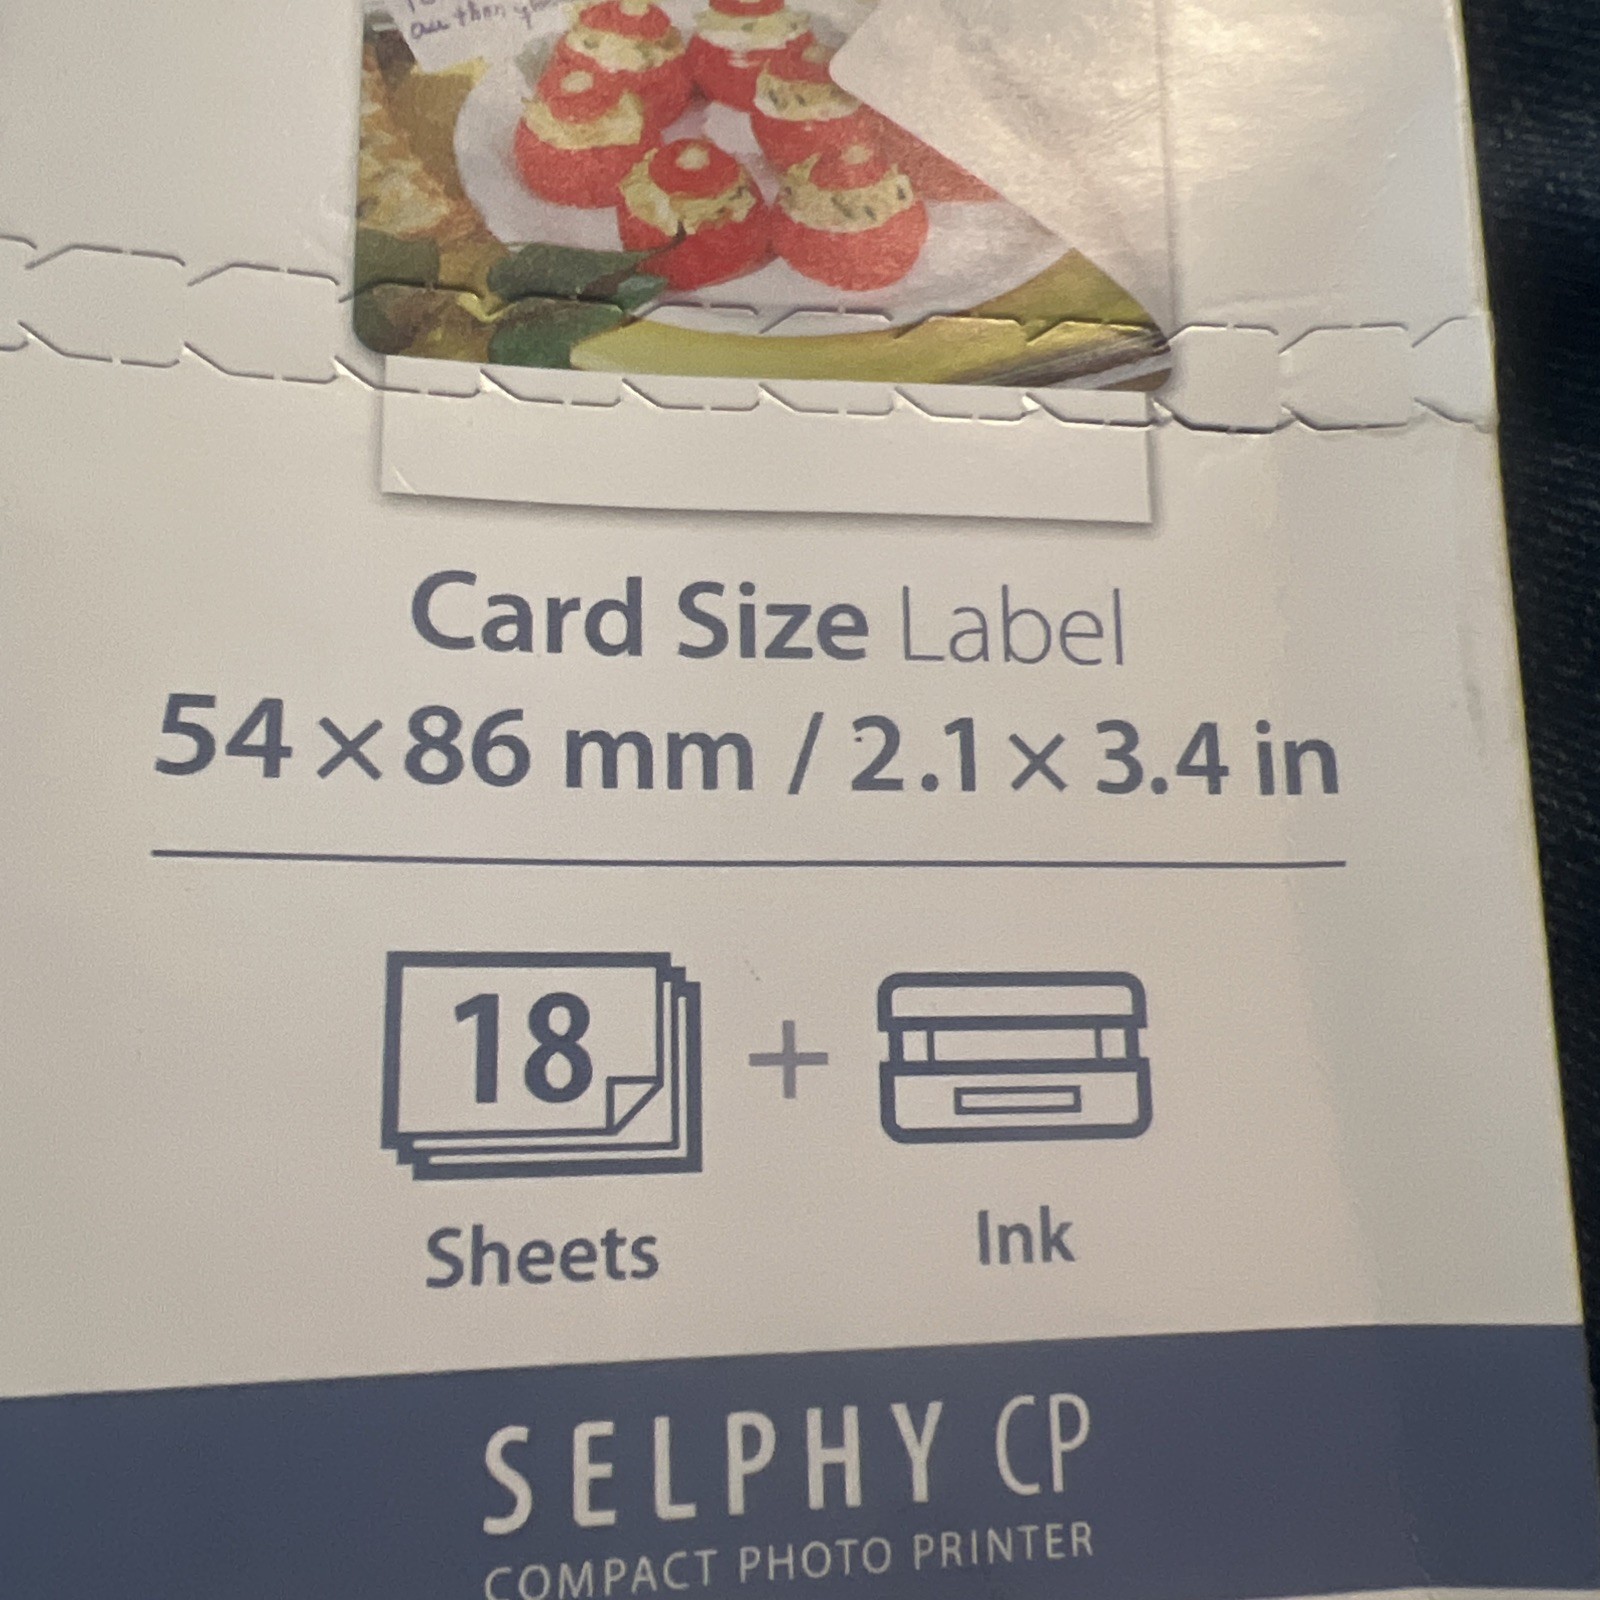 Card Size Label
54 × 86 mm / 2.1 × 3.4 in
18 +
Sheets Ink
SELPHY CP
COMPACT PHOTO PRINTER